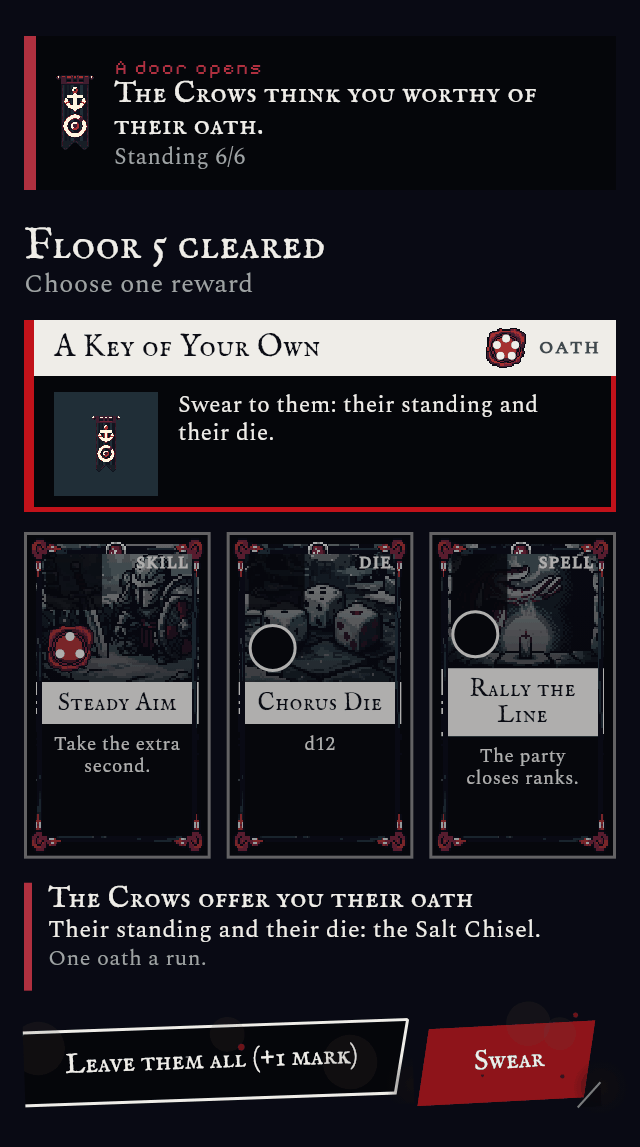 A door opens
The Crows think you worthy of
their oath.
Standing 6/6
Floor 5 cleared
Choose one reward
A Key of Your Own
OATH
Swear to them: their standing and
their die.
SKILL
Steady Aim
Take the extra
second.
DIE
Chorus Die
d12
SPELL
Rally the
Line
The party
closes ranks.
The Crows offer you their oath
Their standing and their die: the Salt Chisel.
One oath a run.
Leave them all (+1 mark)
Swear